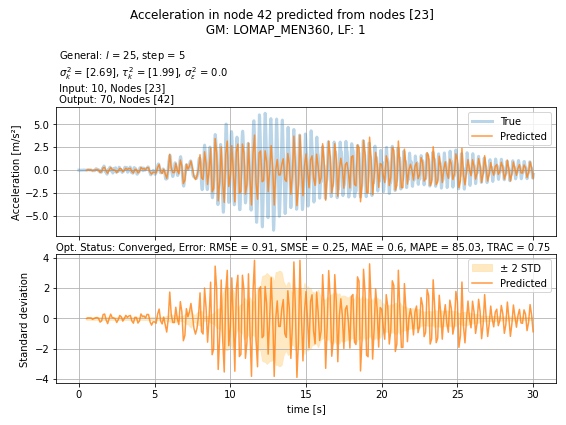 Acceleration in node 42 predicted from nodes [23]
GM: LOMAP_MEN360, LF: 1
General: l = 25, step = 5
σ²ₖ = [2.69], τ²ₖ = [1.99], σ²ε = 0.0
Input: 10, Nodes [23]
Output: 70, Nodes [42]
True
Predicted
5.0
2.5
0.0
−2.5
−5.0
Acceleration [m/s²]
Opt. Status: Converged, Error: RMSE = 0.91, SMSE = 0.25, MAE = 0.6, MAPE = 85.03, TRAC = 0.75
± 2 STD
Predicted
4
2
0
−2
−4
Standard deviation
0 5 10 15 20 25 30
time [s]